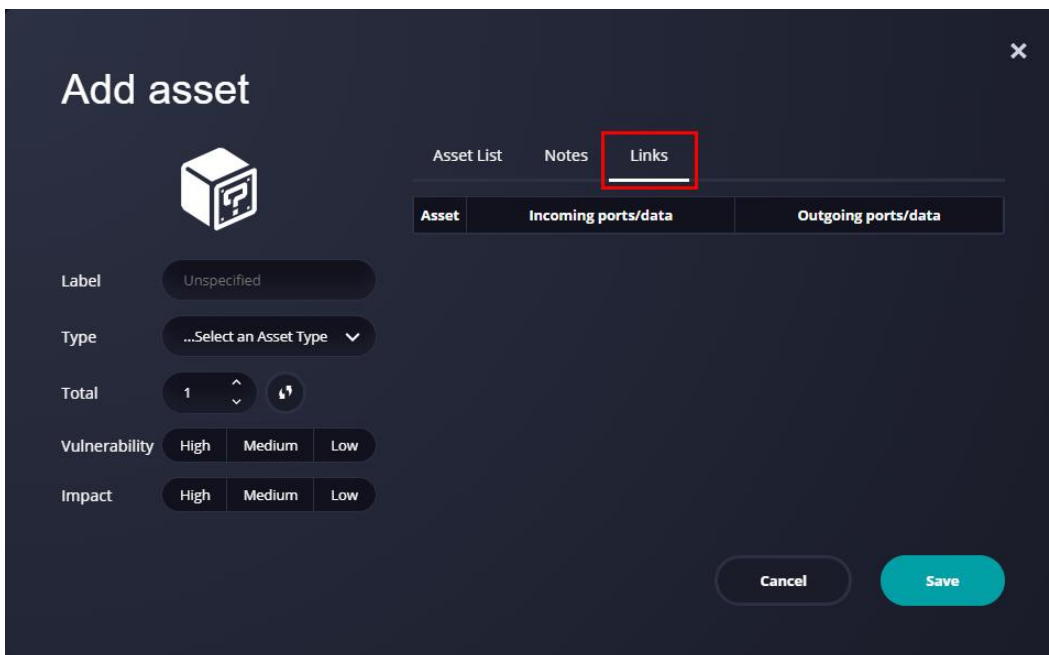 Add asset
Asset List Notes Links
Asset Incoming ports/data Outgoing ports/data
Label Unspecified
Type ...Select an Asset Type
Total 1
Vulnerability High Medium Low
Impact High Medium Low
Cancel Save